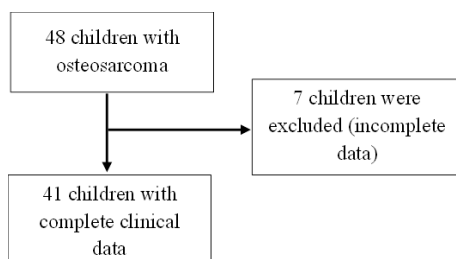 48 children with
osteosarcoma
7 children were
excluded (incomplete
data)
41 children with
complete clinical
data